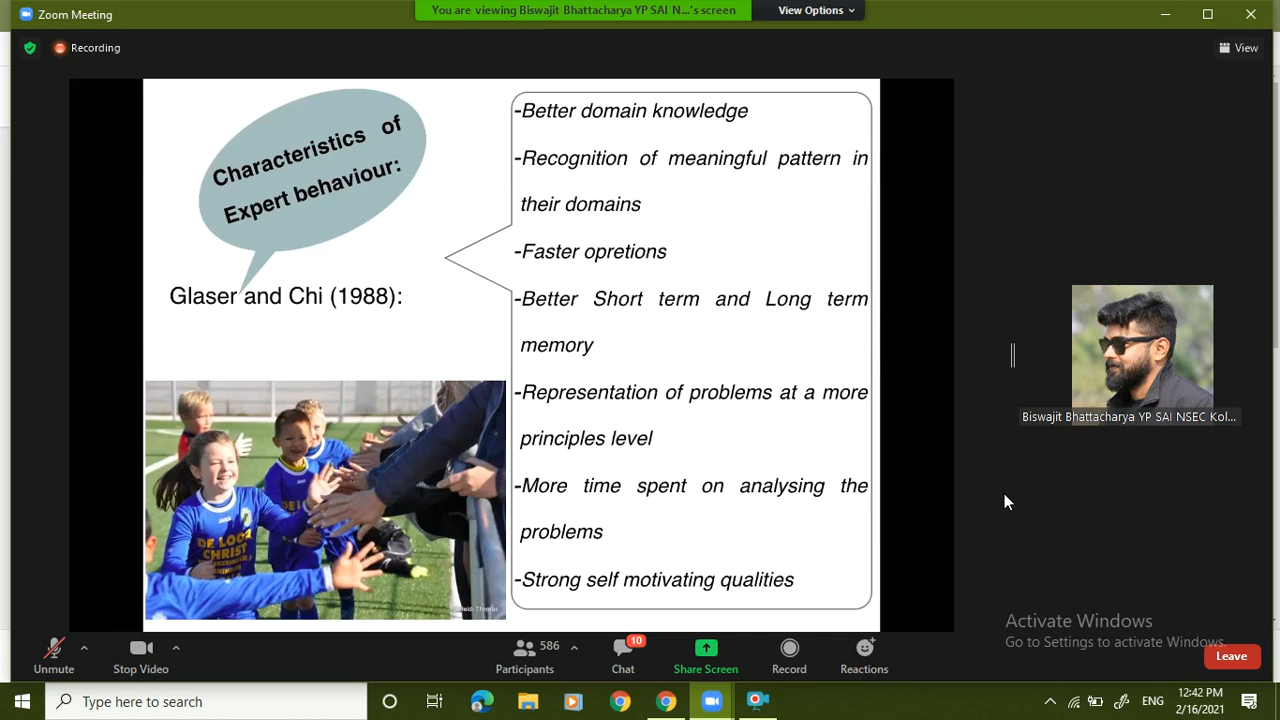 Zoom Meeting
You are viewing Biswajit Bhattacharya YP SAI N...'s screen
View Options
Recording
View
Characteristics of
Expert behaviour:
Glaser and Chi (1988):
-Better domain knowledge
-Recognition of meaningful pattern in
their domains
-Faster opretions
-Better Short term and Long term
memory
-Representation of problems at a more
principles level
-More time spent on analysing the
problems
-Strong self motivating qualities
DE LOOR
CHRIST
DE LOO
Biswajit Bhattacharya YP SAI NSEC Kol...
Activate Windows
Go to Settings to activate Windows.
Unmute
Stop Video
586
Participants
10
Chat
Share Screen
Record
Reactions
Leave
Type here to search
ENG
12:42 PM
2/16/2021